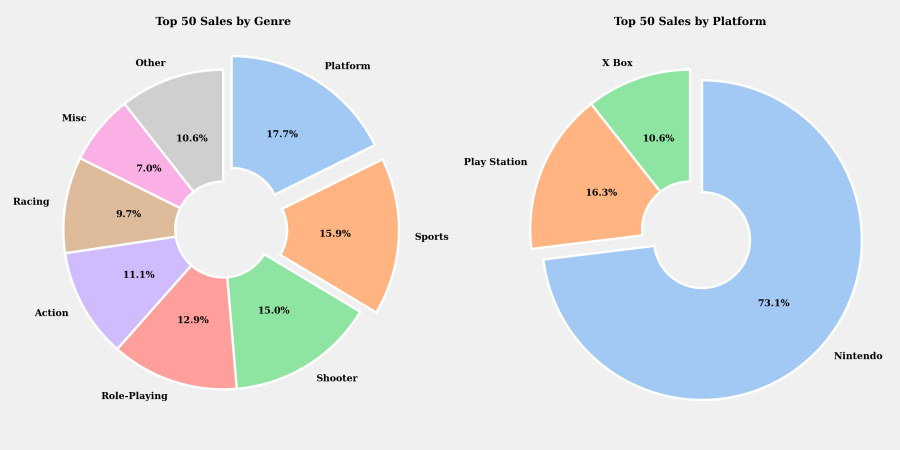 Top 50 Sales by Genre
Other
Platform
10.6%
17.7%
Misc
7.0%
Racing
9.7%
15.9%
Sports
11.1%
Action
12.9%
15.0%
Role-Playing
Shooter
Top 50 Sales by Platform
X Box
10.6%
Play Station
16.3%
73.1%
Nintendo